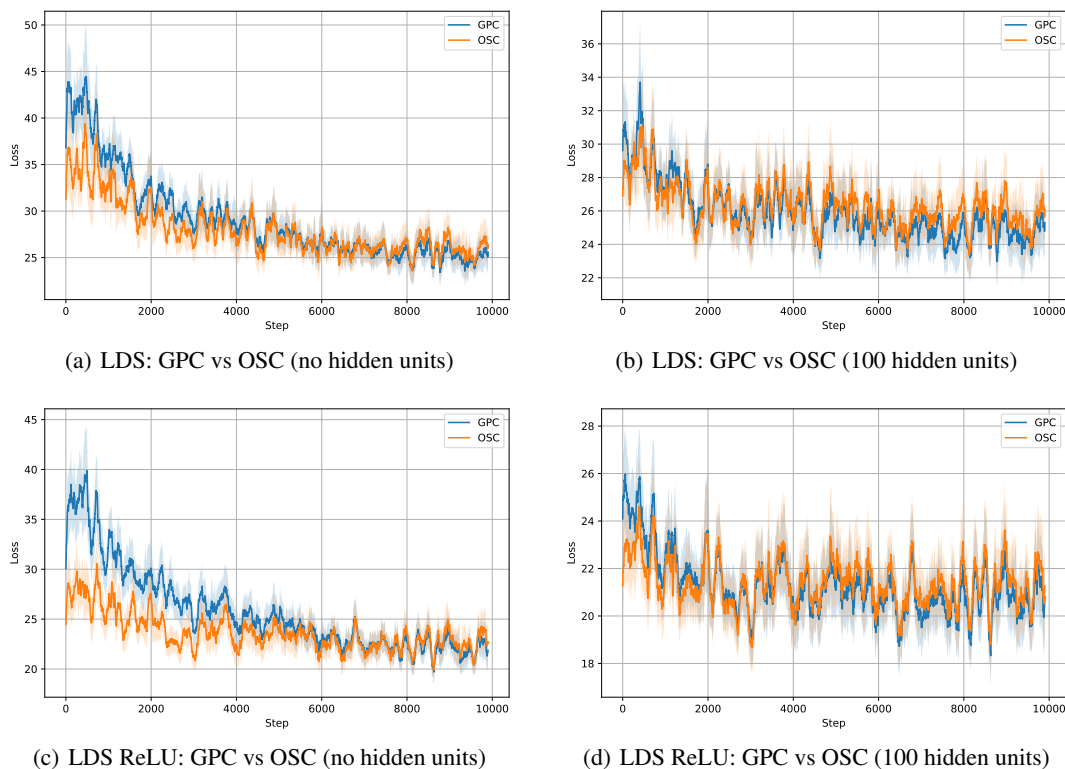 50
45
40
35
30
25
Loss
0
2000
4000
6000
8000
10000
Step
GPC
OSC
(a) LDS: GPC vs OSC (no hidden units)
36
34
32
30
28
26
24
22
Loss
0
2000
4000
6000
8000
10000
Step
GPC
OSC
(b) LDS: GPC vs OSC (100 hidden units)
45
40
35
30
25
20
Loss
0
2000
4000
6000
8000
10000
Step
GPC
OSC
(c) LDS ReLU: GPC vs OSC (no hidden units)
28
26
24
22
20
18
Loss
0
2000
4000
6000
8000
10000
Step
GPC
OSC
(d) LDS ReLU: GPC vs OSC (100 hidden units)